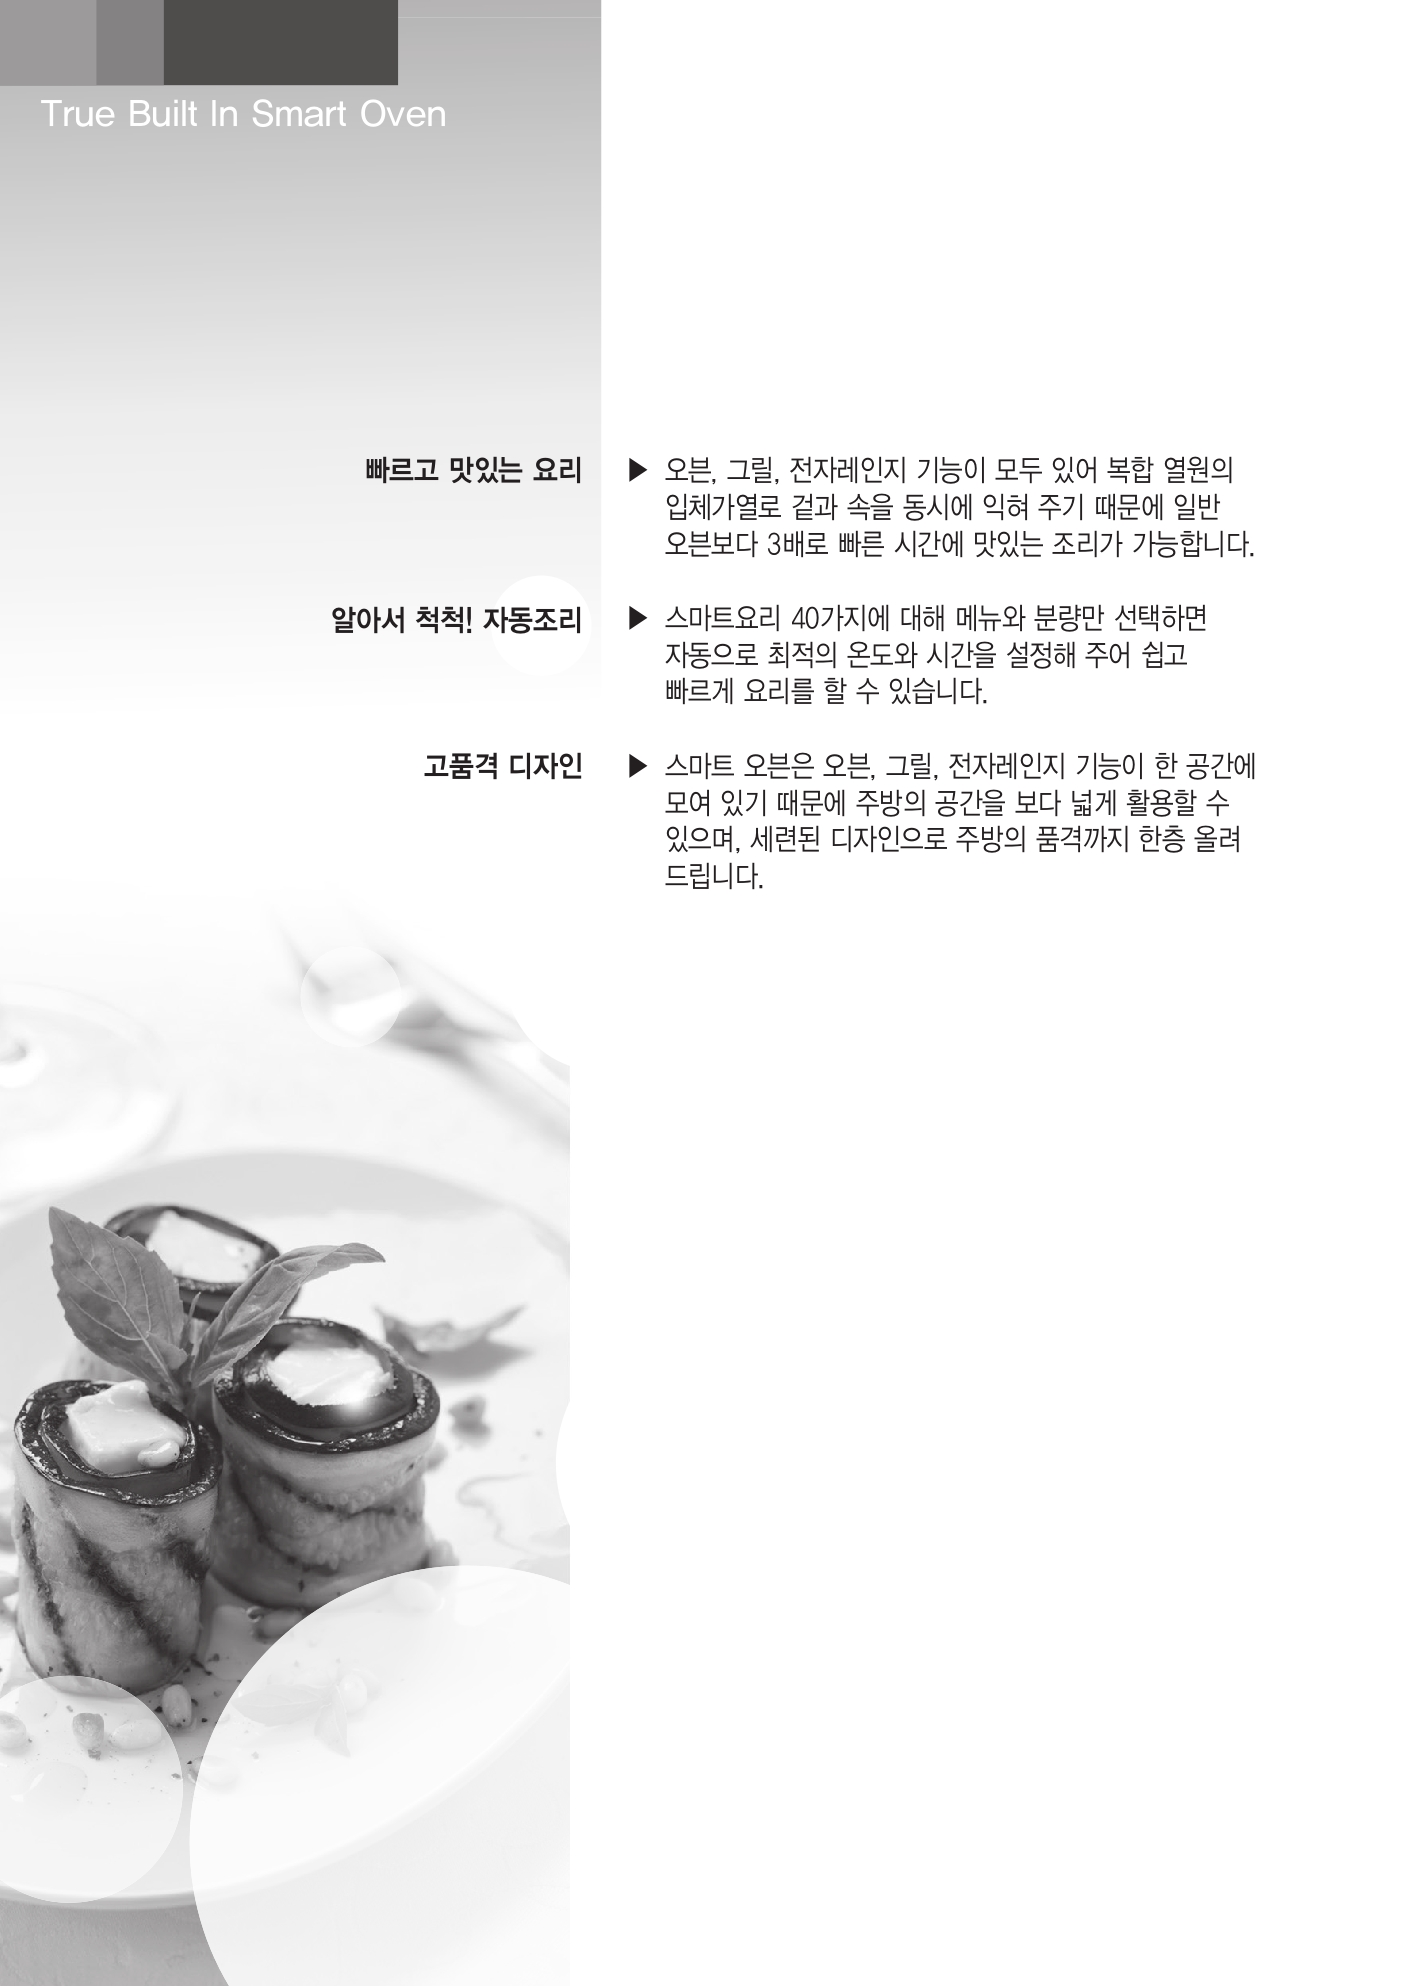 True Built In Smart Oven
빠르고 맛있는 요리
▶ 오븐, 그릴, 전자레인지 기능이 모두 있어 복합 열원의
입체가열로 겉과 속을 동시에 익혀 주기 때문에 일반
오븐보다 3배로 빠른 시간에 맛있는 조리가 가능합니다.
알아서 척척! 자동조리
▶ 스마트요리 40가지에 대해 메뉴와 분량만 선택하면
자동으로 최적의 온도와 시간을 설정해 주어 쉽고
빠르게 요리를 할 수 있습니다.
고품격 디자인
▶ 스마트 오븐은 오븐, 그릴, 전자레인지 기능이 한 공간에
모여 있기 때문에 주방의 공간을 보다 넓게 활용할 수
있으며, 세련된 디자인으로 주방의 품격까지 한층 올려
드립니다.